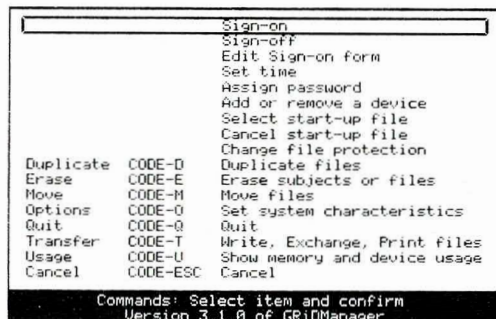 Sign-on
Sign-off
Edit Sign-on form
Set time
Assign password
Add or remove a device
Select start-up file
Cancel start-up file
Change file protection
Duplicate CODE-D Duplicate files
Erase CODE-E Erase subjects or files
Move CODE-M Move files
Options CODE-O Set system characteristics
Quit CODE-Q Quit
Transfer CODE-T Write, Exchange, Print files
Usage CODE-U Show memory and device usage
Cancel CODE-ESC Cancel
Commands: Select item and confirm
Version 3.1.0 of GRiDManager